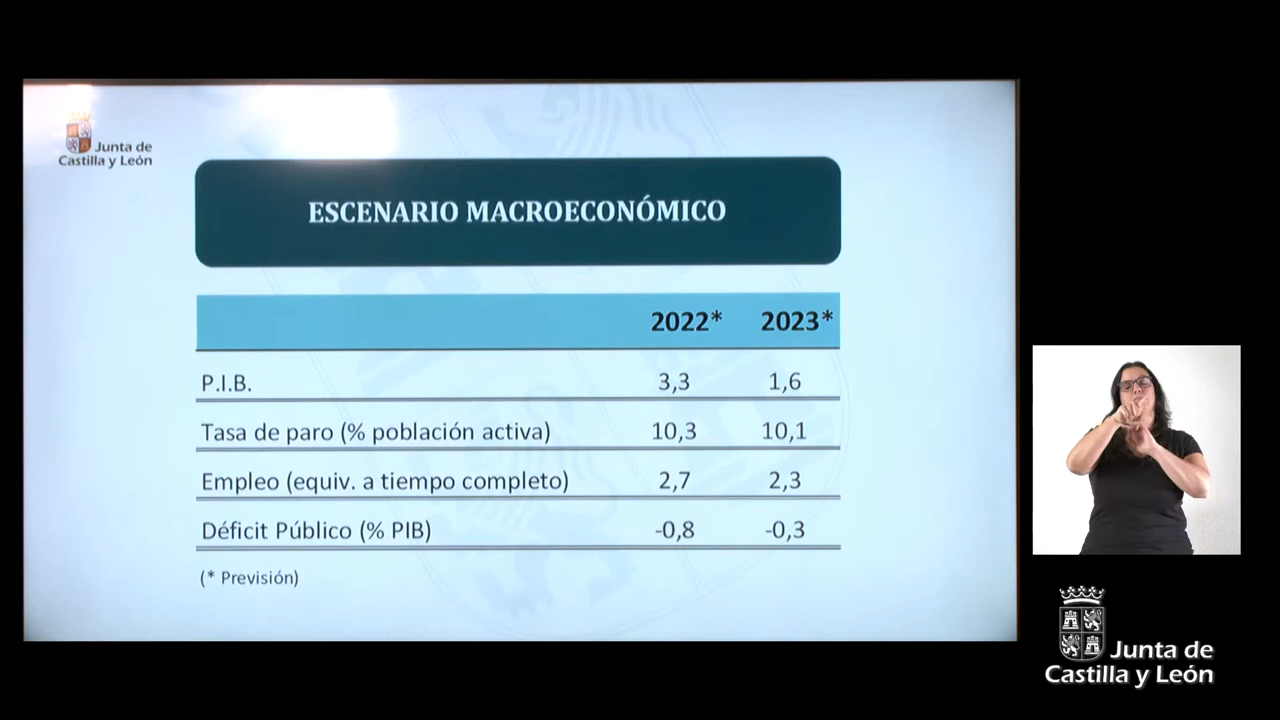 Junta de
Castilla y León
ESCENARIO MACROECONÓMICO
2022* 2023*
P.I.B. 3,3 1,6
Tasa de paro (% población activa) 10,3 10,1
Empleo (equiv. a tiempo completo) 2,7 2,3
Déficit Público (% PIB) -0,8 -0,3
(* Previsión)
Junta de
Castilla y León